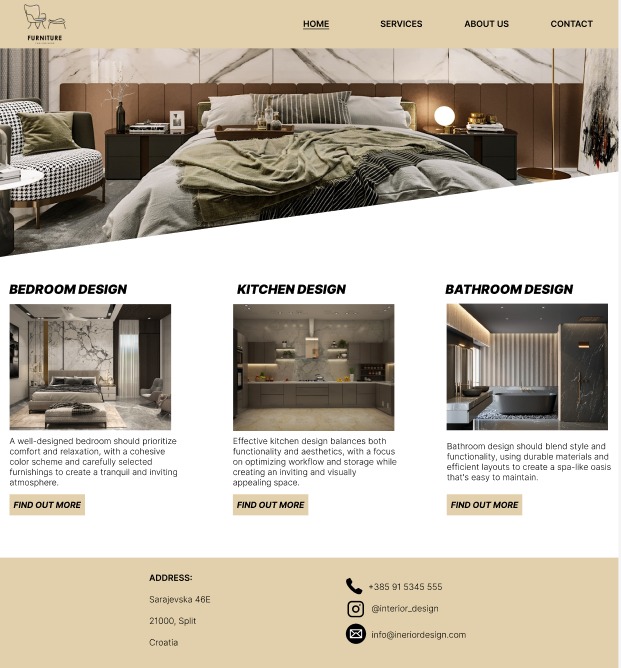 FURNITURE
HOME SERVICES ABOUT US CONTACT
BEDROOM DESIGN
A well-designed bedroom should prioritize
comfort and relaxation, with a cohesive
color scheme and carefully selected
furnishings to create a tranquil and inviting
atmosphere.
FIND OUT MORE
KITCHEN DESIGN
Effective kitchen design balances both
functionality and aesthetics, with a focus
on optimizing workflow and storage while
creating an inviting and visually
appealing space.
FIND OUT MORE
BATHROOM DESIGN
Bathroom design should blend style and
functionality, using durable materials and
efficient layouts to create a spa-like oasis
that's easy to maintain.
FIND OUT MORE
ADDRESS:
Sarajevska 46E
21000, Split
Croatia
+385 91 5345 555
@interior_design
info@ineriordesign.com